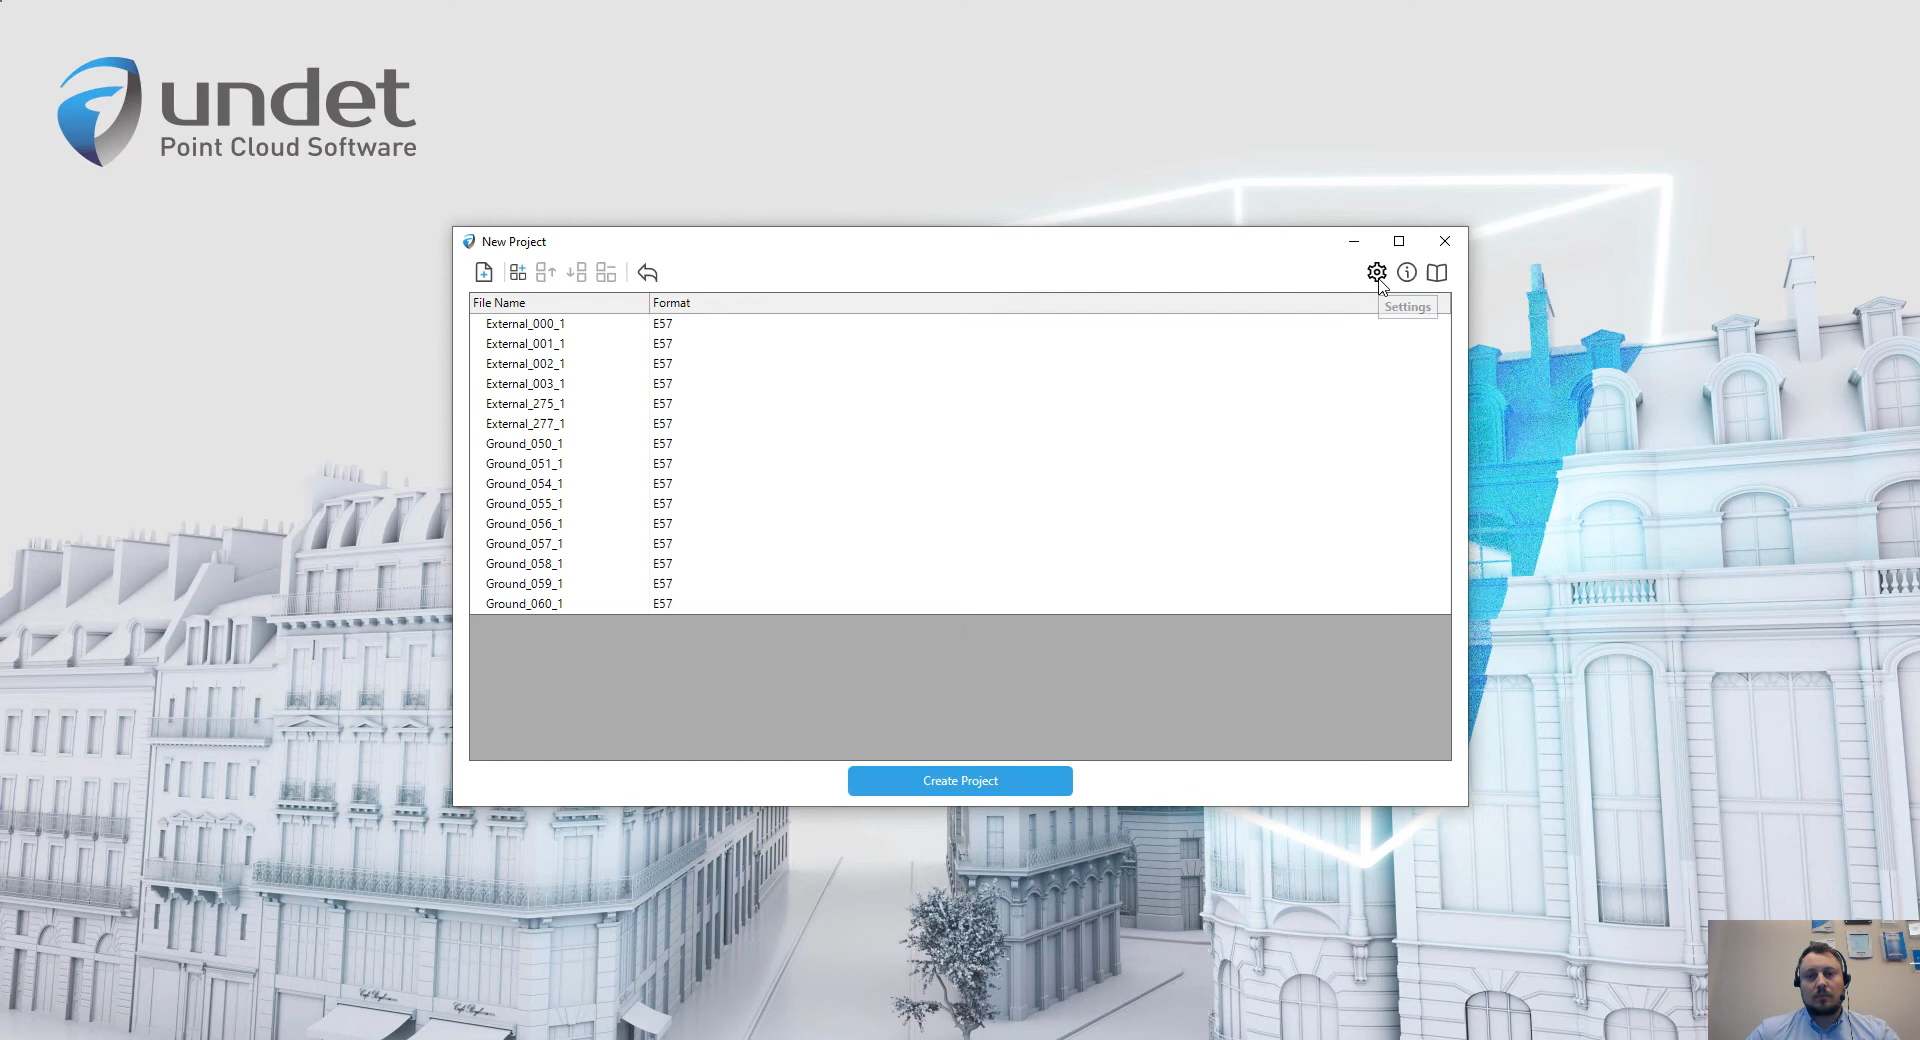 undet
Point Cloud Software
New Project
Settings
File Name Format
External_000_1 E57
External_001_1 E57
External_002_1 E57
External_003_1 E57
External_275_1 E57
External_277_1 E57
Ground_050_1 E57
Ground_051_1 E57
Ground_054_1 E57
Ground_055_1 E57
Ground_056_1 E57
Ground_057_1 E57
Ground_058_1 E57
Ground_059_1 E57
Ground_060_1 E57
Create Project